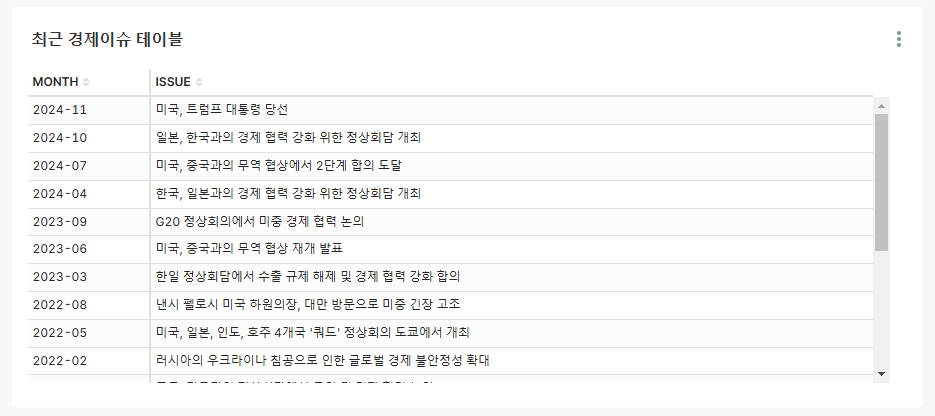 최근 경제이슈 테이블
MONTH ISSUE
2024-11 미국, 트럼프 대통령 당선
2024-10 일본, 한국과의 경제 협력 강화 위한 정상회담 개최
2024-07 미국, 중국과의 무역 협상에서 2단계 합의 도달
2024-04 한국, 일본과의 경제 협력 강화 위한 정상회담 개최
2023-09 G20 정상회의에서 미중 경제 협력 논의
2023-06 미국, 중국과의 무역 협상 재개 발표
2023-03 한일 정상회담에서 수출 규제 해제 및 경제 협력 강화 합의
2022-08 낸시 펠로시 미국 하원의장, 대만 방문으로 미중 긴장 고조
2022-05 미국, 일본, 인도, 호주 4개국 '쿼드' 정상회의 도쿄에서 개최
2022-02 러시아의 우크라이나 침공으로 인한 글로벌 경제 불안정성 확대